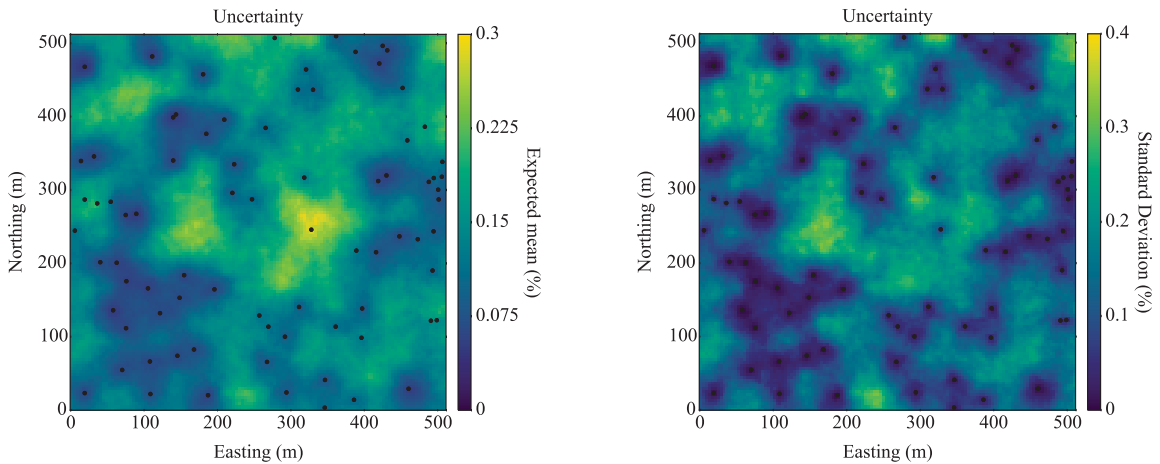 Uncertainty
500
400
300
200
100
0
0 100 200 300 400 500
Northing (m)
Easting (m)
0.3
0.225
0.15
0.075
0
Expected mean (%)
Uncertainty
500
400
300
200
100
0
0 100 200 300 400 500
Northing (m)
Easting (m)
0.4
0.3
0.2
0.1
0
Standard Deviation (%)